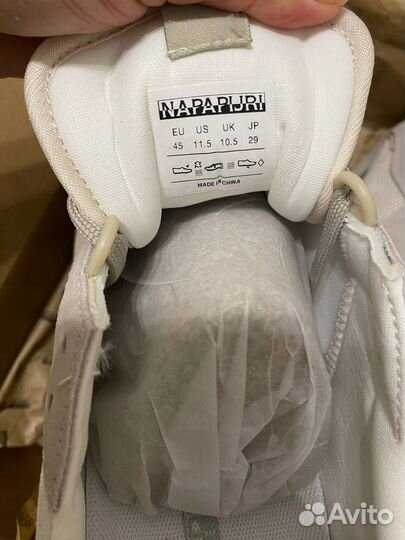 NAPAPIJRI
EU US UK JP
45 11.5 10.5 29
MADE IN CHINA
Avito